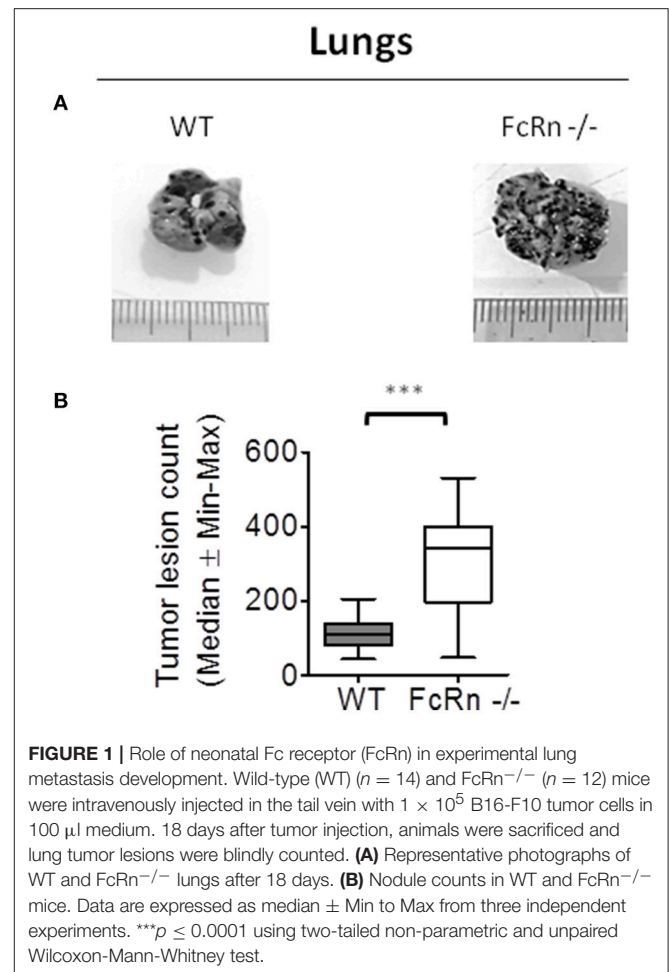 Lungs
A
WT
FcRn -/-
B
***
Tumor lesion count
(Median ± Min-Max)
600
400
200
0
WT
FcRn -/-
FIGURE 1 | Role of neonatal Fc receptor (FcRn) in experimental lung
metastasis development. Wild-type (WT) (n = 14) and FcRn−/− (n = 12) mice
were intravenously injected in the tail vein with 1 × 10⁵ B16-F10 tumor cells in
100 μl medium. 18 days after tumor injection, animals were sacrificed and
lung tumor lesions were blindly counted. (A) Representative photographs of
WT and FcRn−/− lungs after 18 days. (B) Nodule counts in WT and FcRn−/−
mice. Data are expressed as median ± Min to Max from three independent
experiments. ***p ≤ 0.0001 using two-tailed non-parametric and unpaired
Wilcoxon-Mann-Whitney test.